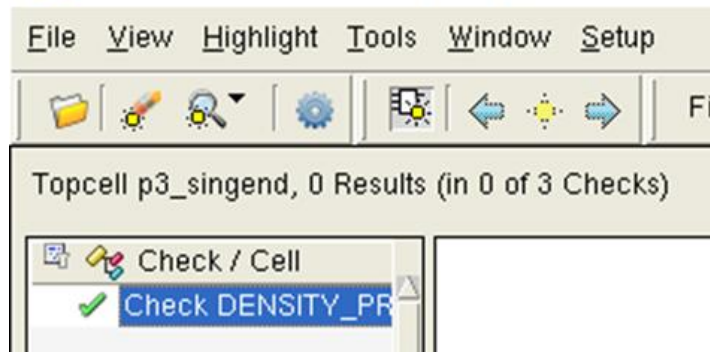 File View Highlight Tools Window Setup
Fi
Topcell p3_singend, 0 Results (in 0 of 3 Checks)
Check / Cell
Check DENSITY_PR